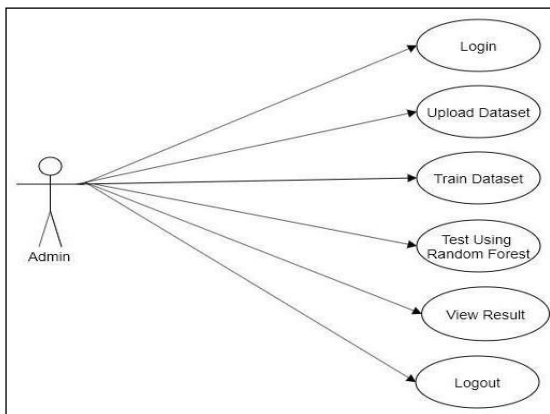 Login
Upload Dataset
Train Dataset
Admin
Test Using
Random Forest
View Result
Logout